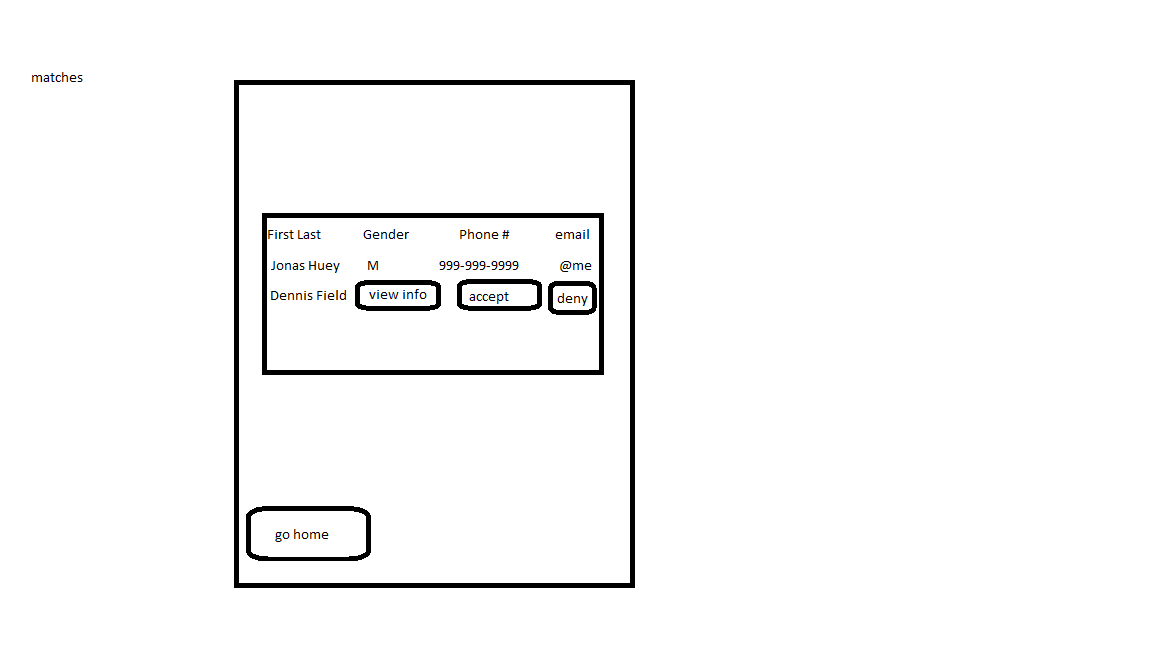 matches
First Last Gender Phone # email
Jonas Huey M 999-999-9999 @me
Dennis Field view info accept deny
go home